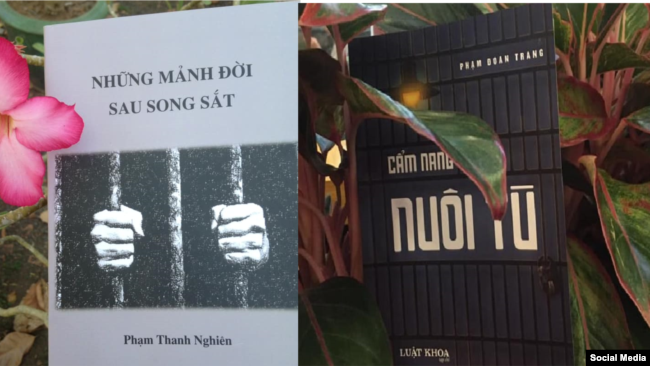 NHỮNG MẢNH ĐỜI
SAU SONG SẮT
Phạm Thanh Nghiên
PHẠM ĐOAN TRANG
CẨM NANG
NUÔI TÙ
LUẬT KHOA
Social Media